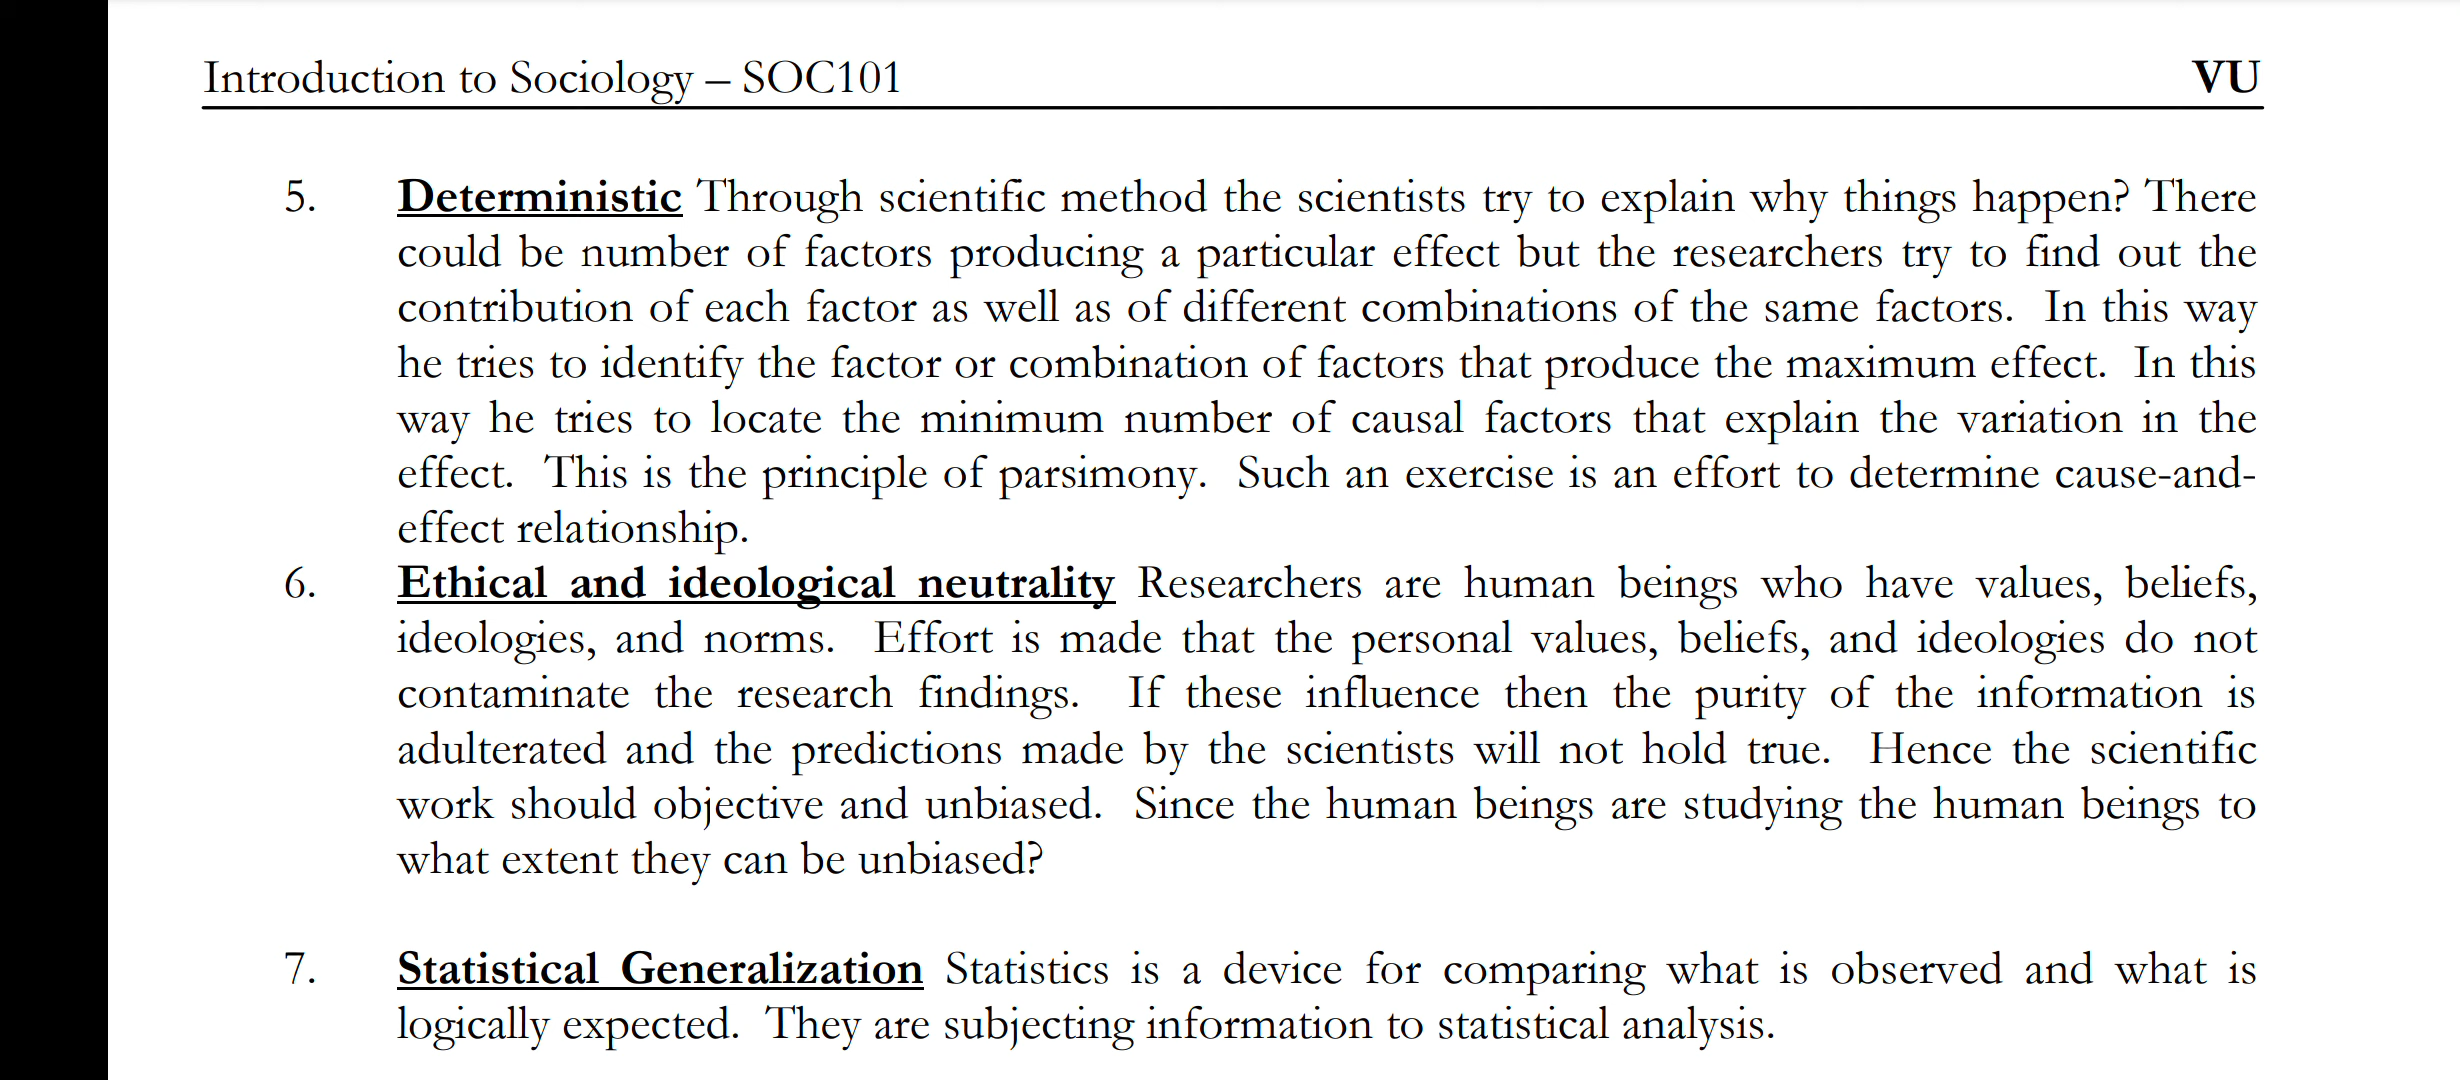 Introduction to Sociology – SOC101 VU
5. Deterministic Through scientific method the scientists try to explain why things happen? There
could be number of factors producing a particular effect but the researchers try to find out the
contribution of each factor as well as of different combinations of the same factors. In this way
he tries to identify the factor or combination of factors that produce the maximum effect. In this
way he tries to locate the minimum number of causal factors that explain the variation in the
effect. This is the principle of parsimony. Such an exercise is an effort to determine cause-and-
effect relationship.
6. Ethical and ideological neutrality Researchers are human beings who have values, beliefs,
ideologies, and norms. Effort is made that the personal values, beliefs, and ideologies do not
contaminate the research findings. If these influence then the purity of the information is
adulterated and the predictions made by the scientists will not hold true. Hence the scientific
work should objective and unbiased. Since the human beings are studying the human beings to
what extent they can be unbiased?
7. Statistical Generalization Statistics is a device for comparing what is observed and what is
logically expected. They are subjecting information to statistical analysis.